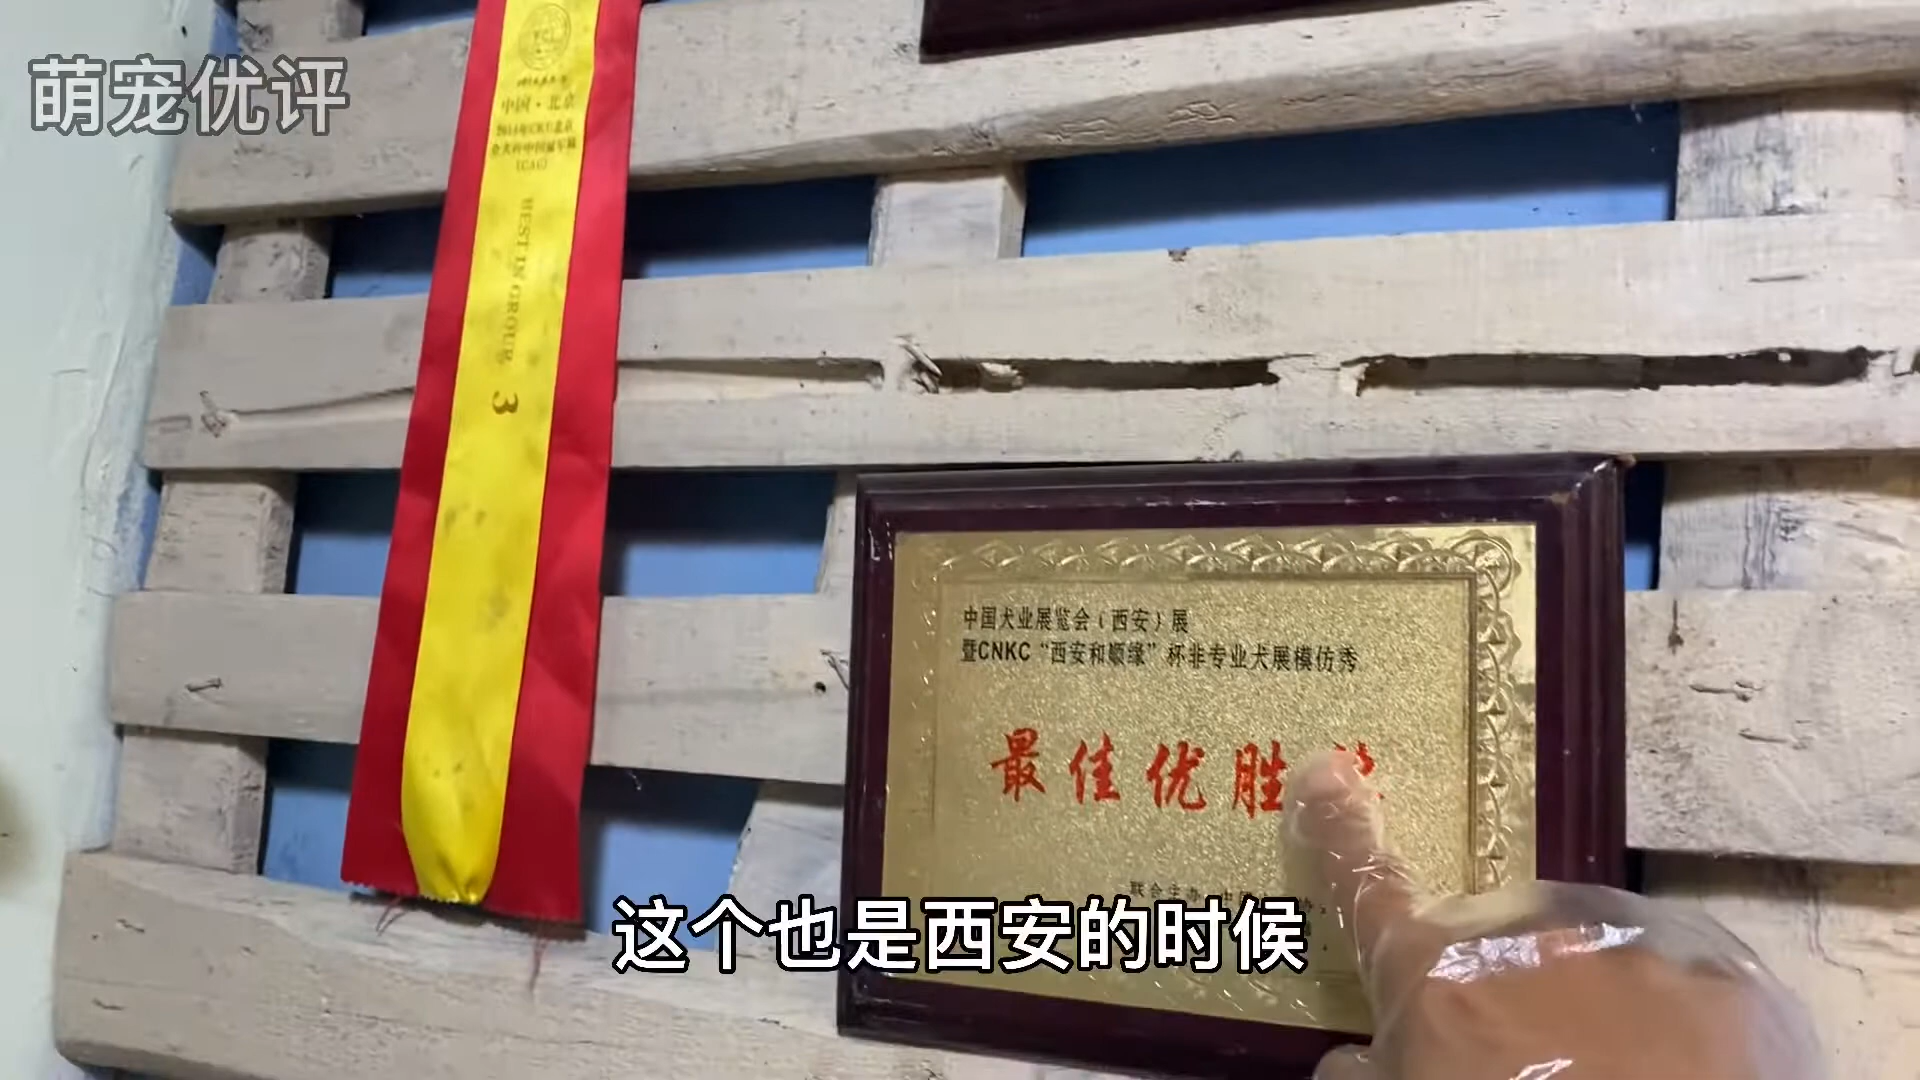 萌宠优评
中国·北京
BEST IN GROUP 3
中国犬业展览会（西安）展
暨CNKC“西安和顺缘”杯非专业犬展模仿秀
最佳优胜
这个也是西安的时候